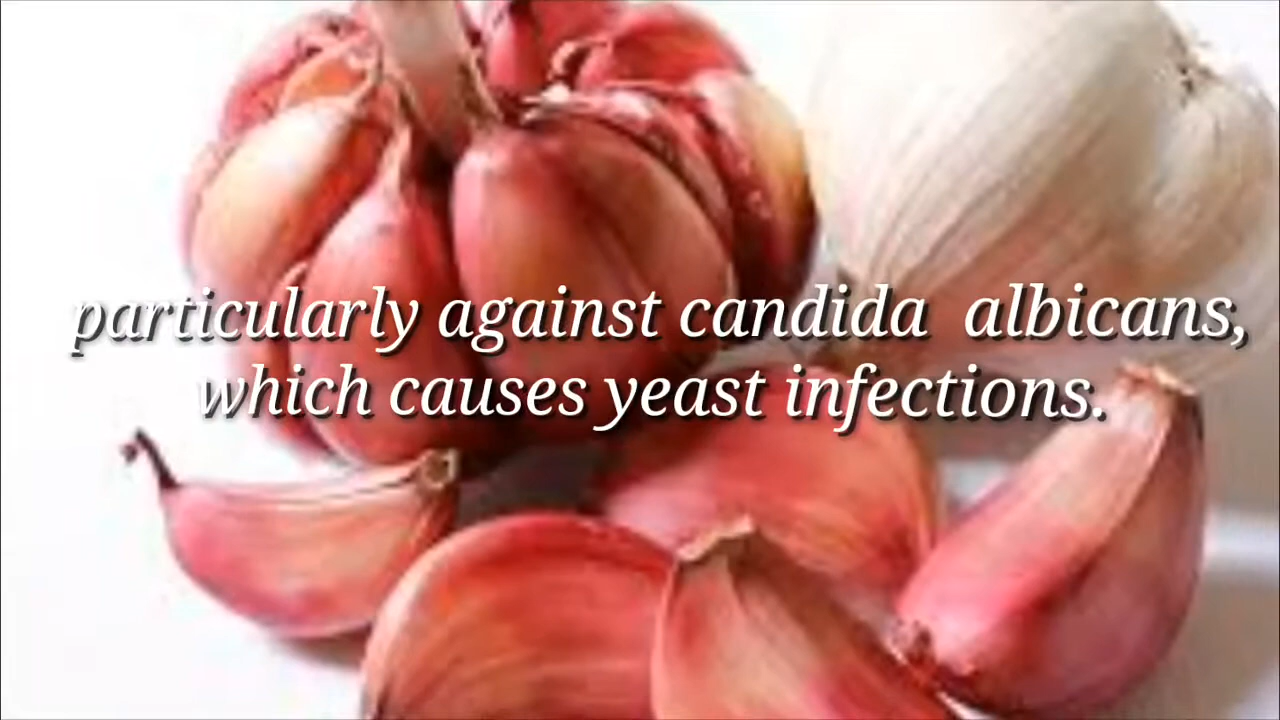 particularly against candida  albicans,
which causes yeast infections.